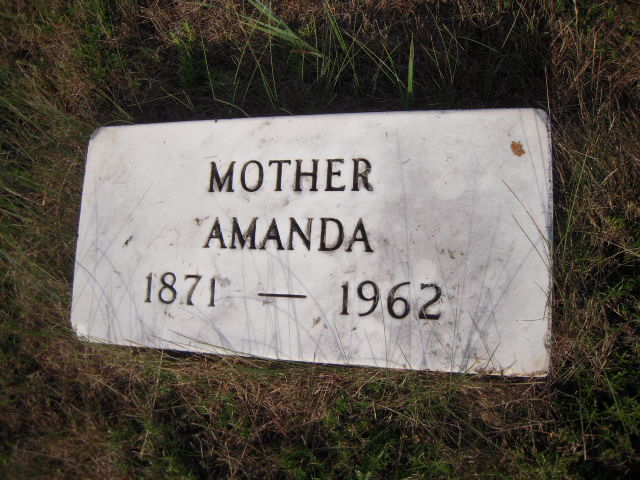 MOTHER
AMANDA
1871 — 1962